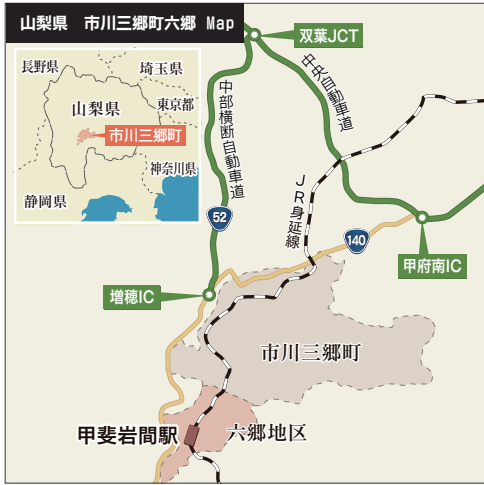 山梨県 市川三郷町六郷 Map
双葉JCT
長野県
埼玉県
山梨県
東京都
市川三郷町
神奈川県
静岡県
中部横断自動車道
中央自動車道
JR身延線
52
140
甲府南IC
増穂IC
市川三郷町
甲斐岩間駅
六郷地区